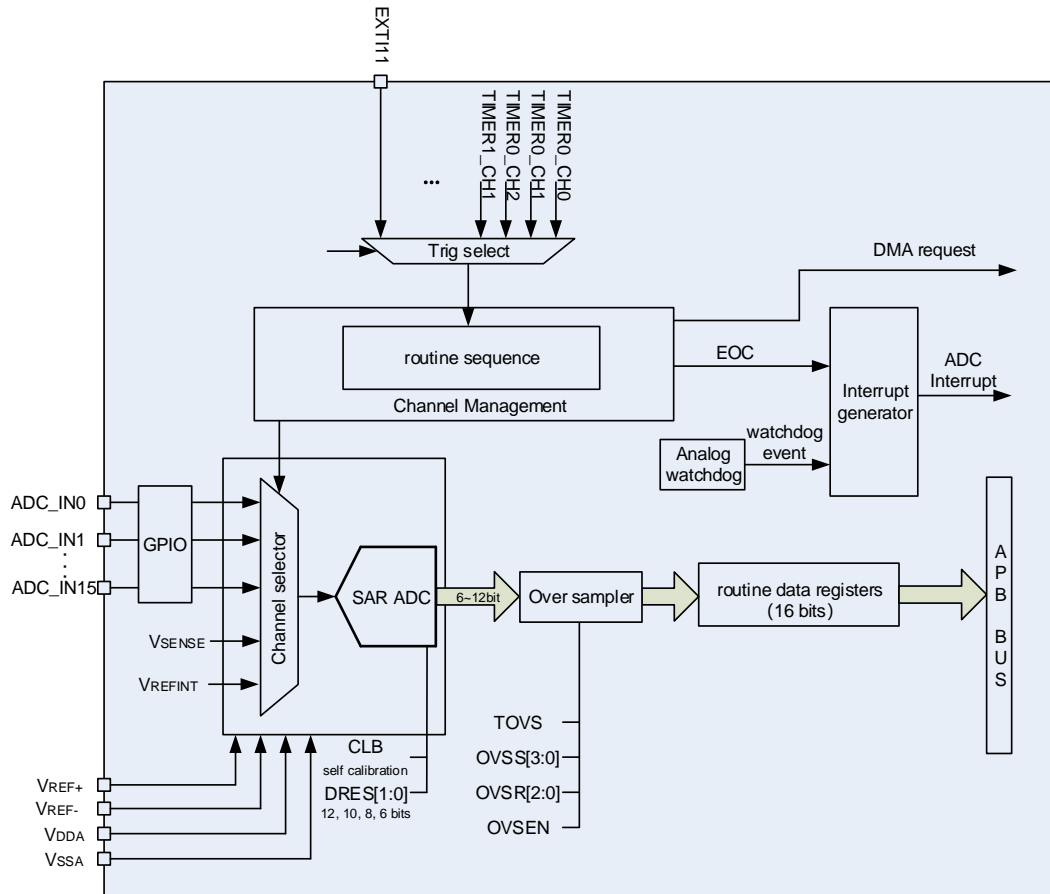 EXTI11
TIMER1_CH1
TIMER0_CH2
TIMER0_CH1
TIMER0_CH0
...
Trig select
DMA request
routine sequence
Channel Management
EOC
Interrupt
generator
ADC
Interrupt
Analog
watchdog
watchdog
event
ADC_IN0
ADC_IN1
ADC_IN15
GPIO
Channel selector
SAR ADC
6~12bit
Over sampler
routine data registers
(16 bits)
APB BUS
VSENSE
VREFINT
CLB
self calibration
DRES[1:0]
12, 10, 8, 6 bits
TOVS
OVSS[3:0]
OVSR[2:0]
OVSEN
VREF+
VREF-
VDDA
VSSA